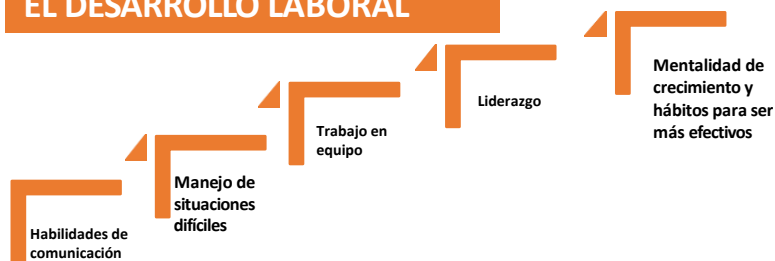 EL DESARROLLO LABORAL
Habilidades de
comunicación
Manejo de
situaciones
difíciles
Trabajo en
equipo
Liderazgo
Mentalidad de
crecimiento y
hábitos para ser
más efectivos